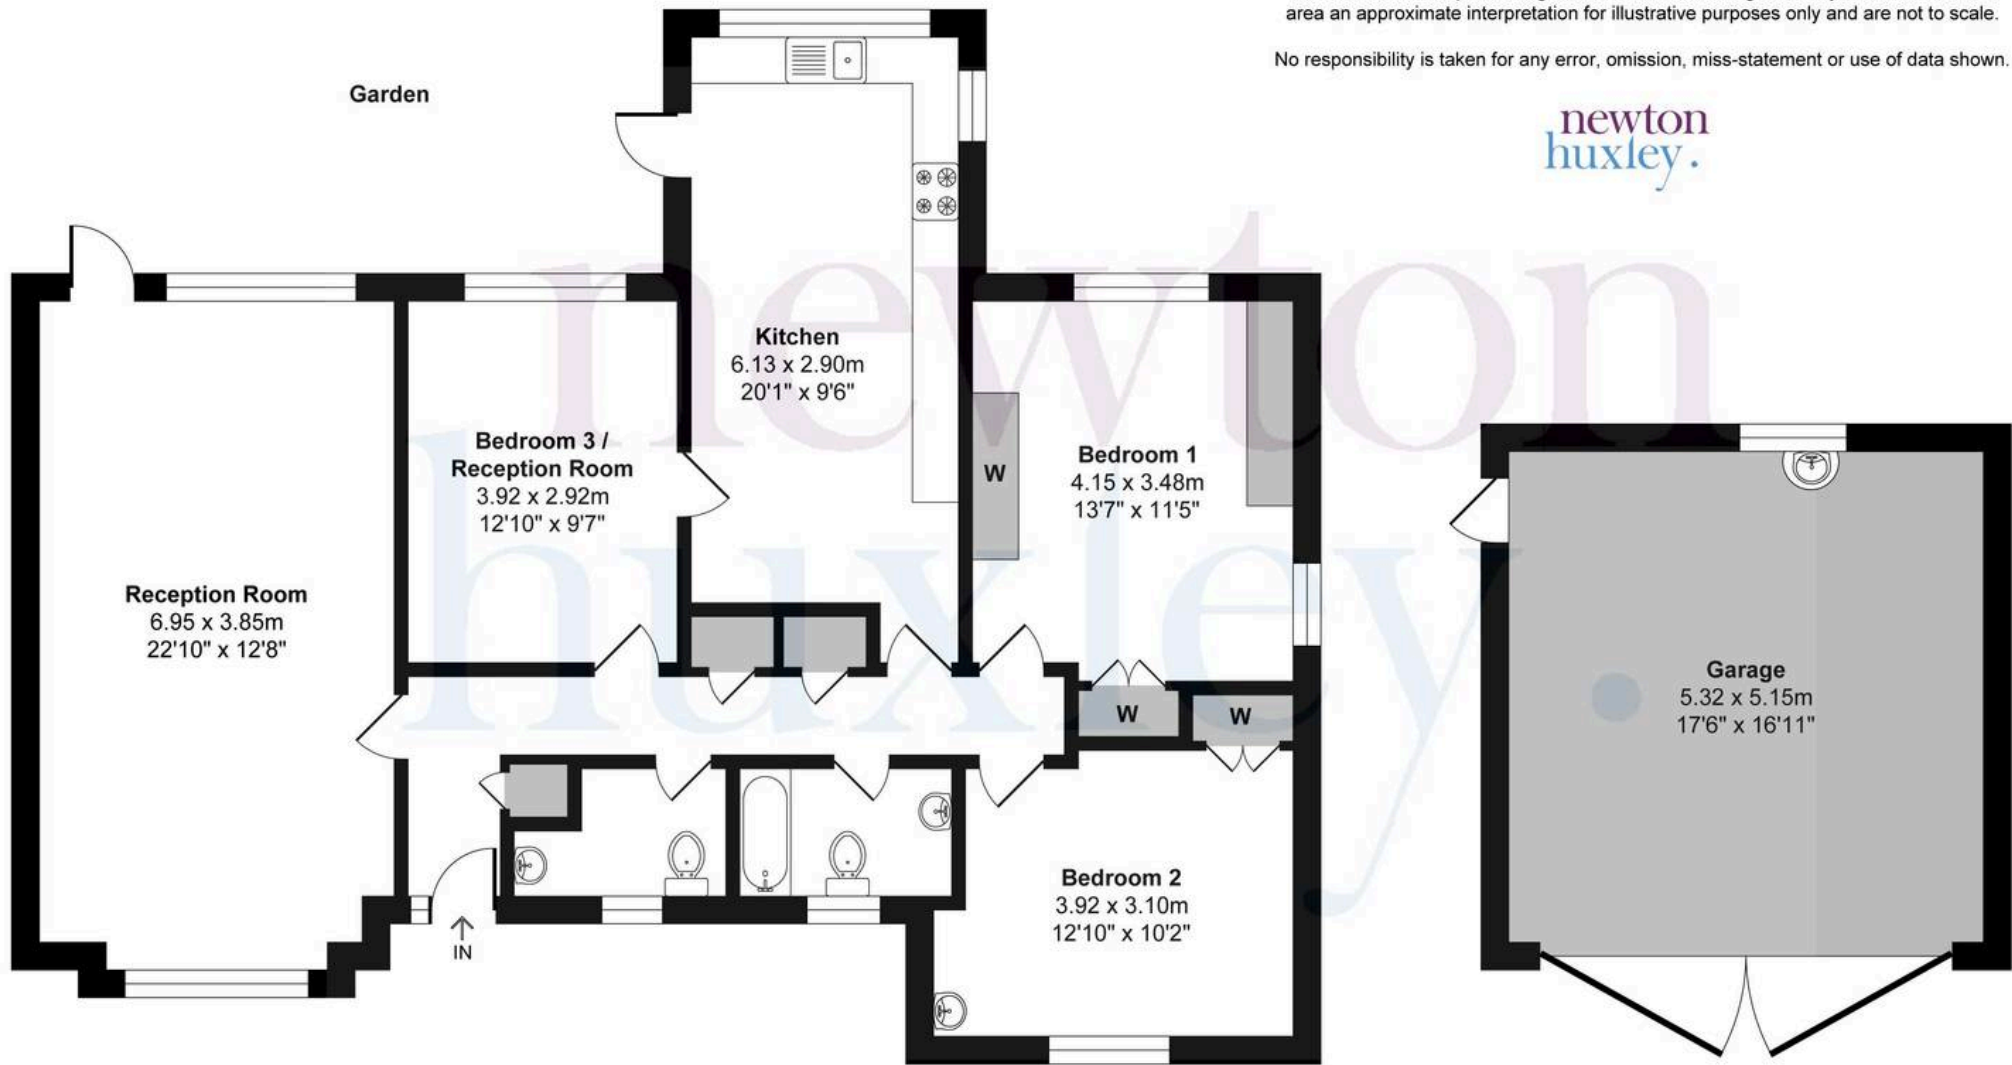 area an approximate interpretation for illustrative purposes only and are not to scale.
No responsibility is taken for any error, omission, miss-statement or use of data shown.
newton
huxley.
Garden
Kitchen
6.13 x 2.90m
20'1" x 9'6"
Bedroom 3 /
Reception Room
3.92 x 2.92m
12'10" x 9'7"
Bedroom 1
4.15 x 3.48m
13'7" x 11'5"
W
Reception Room
6.95 x 3.85m
22'10" x 12'8"
Garage
5.32 x 5.15m
17'6" x 16'11"
W
W
Bedroom 2
3.92 x 3.10m
12'10" x 10'2"
IN
newton
huxley.